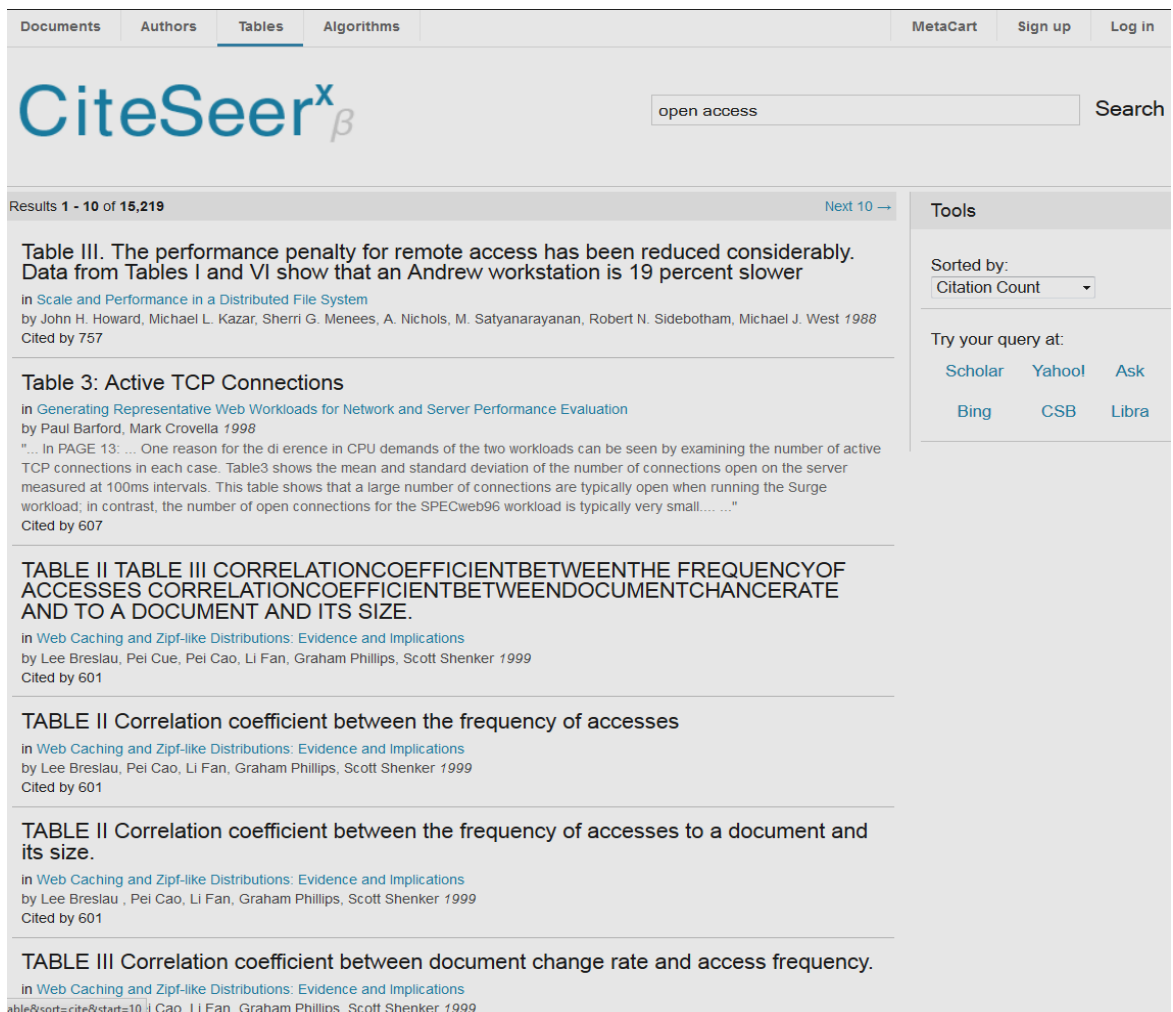 Documents Authors Tables Algorithms MetaCart Sign up Log in
CiteSeerx β
open access Search
Results 1 - 10 of 15,219 Next 10 →
Table III. The performance penalty for remote access has been reduced considerably.
Data from Tables I and VI show that an Andrew workstation is 19 percent slower
in Scale and Performance in a Distributed File System
by John H. Howard, Michael L. Kazar, Sherri G. Menees, A. Nichols, M. Satyanarayanan, Robert N. Sidebotham, Michael J. West 1988
Cited by 757
Table 3: Active TCP Connections
in Generating Representative Web Workloads for Network and Server Performance Evaluation
by Paul Barford, Mark Crovella 1998
"... In PAGE 13: ... One reason for the di erence in CPU demands of the two workloads can be seen by examining the number of active
TCP connections in each case. Table3 shows the mean and standard deviation of the number of connections open on the server
measured at 100ms intervals. This table shows that a large number of connections are typically open when running the Surge
workload; in contrast, the number of open connections for the SPECweb96 workload is typically very small.... ..."
Cited by 607
TABLE II TABLE III CORRELATIONCOEFFICIENTBETWEENTHE FREQUENCYOF
ACCESSES CORRELATIONCOEFFICIENTBETWEENDOCUMENTCHANCERATE
AND TO A DOCUMENT AND ITS SIZE.
in Web Caching and Zipf-like Distributions: Evidence and Implications
by Lee Breslau, Pei Cue, Pei Cao, Li Fan, Graham Phillips, Scott Shenker 1999
Cited by 601
TABLE II Correlation coefficient between the frequency of accesses
in Web Caching and Zipf-like Distributions: Evidence and Implications
by Lee Breslau, Pei Cao, Li Fan, Graham Phillips, Scott Shenker 1999
Cited by 601
TABLE II Correlation coefficient between the frequency of accesses to a document and
its size.
in Web Caching and Zipf-like Distributions: Evidence and Implications
by Lee Breslau , Pei Cao, Li Fan, Graham Phillips, Scott Shenker 1999
Cited by 601
TABLE III Correlation coefficient between document change rate and access frequency.
in Web Caching and Zipf-like Distributions: Evidence and Implications
able&sort=cite&start=10 i Cao, Li Fan, Graham Phillips, Scott Shenker 1999
Tools
Sorted by:
Citation Count
Try your query at:
Scholar Yahoo! Ask
Bing CSB Libra